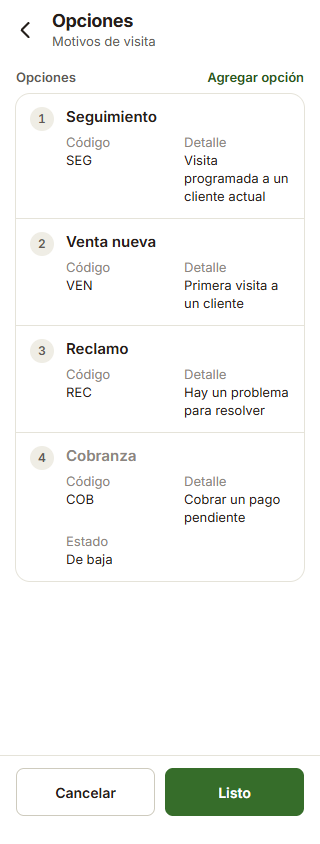 Opciones
Motivos de visita
Opciones
Agregar opción
1
Seguimiento
Código
Detalle
SEG
Visita
programada a un
cliente actual
2
Venta nueva
Código
Detalle
VEN
Primera visita a
un cliente
3
Reclamo
Código
Detalle
REC
Hay un problema
para resolver
4
Cobranza
Código
Detalle
COB
Cobrar un pago
pendiente
Estado
De baja
Cancelar
Listo